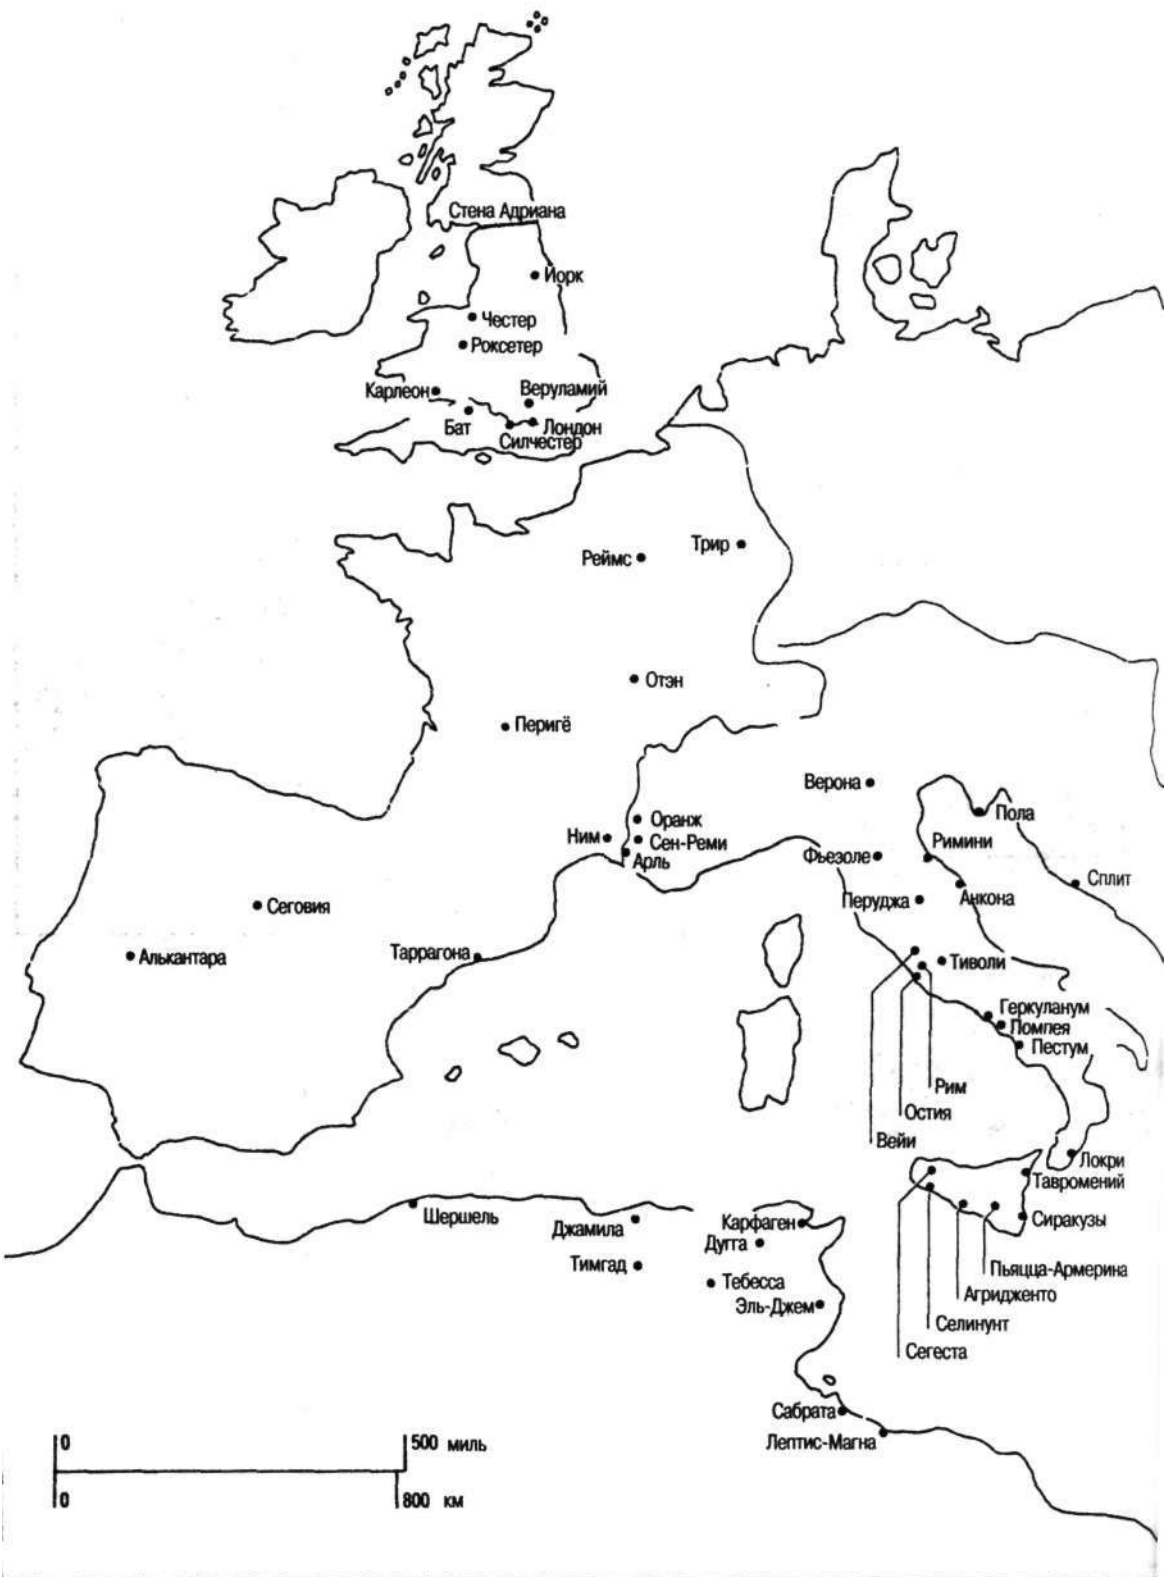 Стена Адриана
Йорк
Честер
Роксетер
Карлеон
Веруламий
Бат
Лондон
Силчестер
Реймс
Трир
Отэн
Перигё
Верона
Пола
Оранж
Ним
Сен-Реми
Арль
Римини
Фьезоле
Сплит
Перуджа
Анкона
Сеговия
Алькантара
Таррагона
Тиволи
Геркуланум
Помпея
Пестум
Рим
Остия
Вейи
Локри
Тавромений
Шершель
Джамила
Карфаген
Сиракузы
Дугга
Тимгад
Тебесса
Пьяцца-Армерина
Эль-Джем
Агридженто
Селинунт
Сегеста
Сабрата
Лептис-Магна
0 500 миль
0 800 км